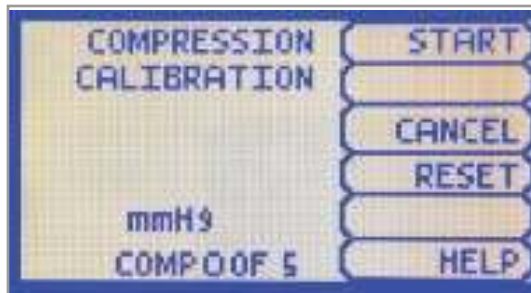 COMPRESSION
CALIBRATION
mmHg
COMP 0 OF 5
START
CANCEL
RESET
HELP